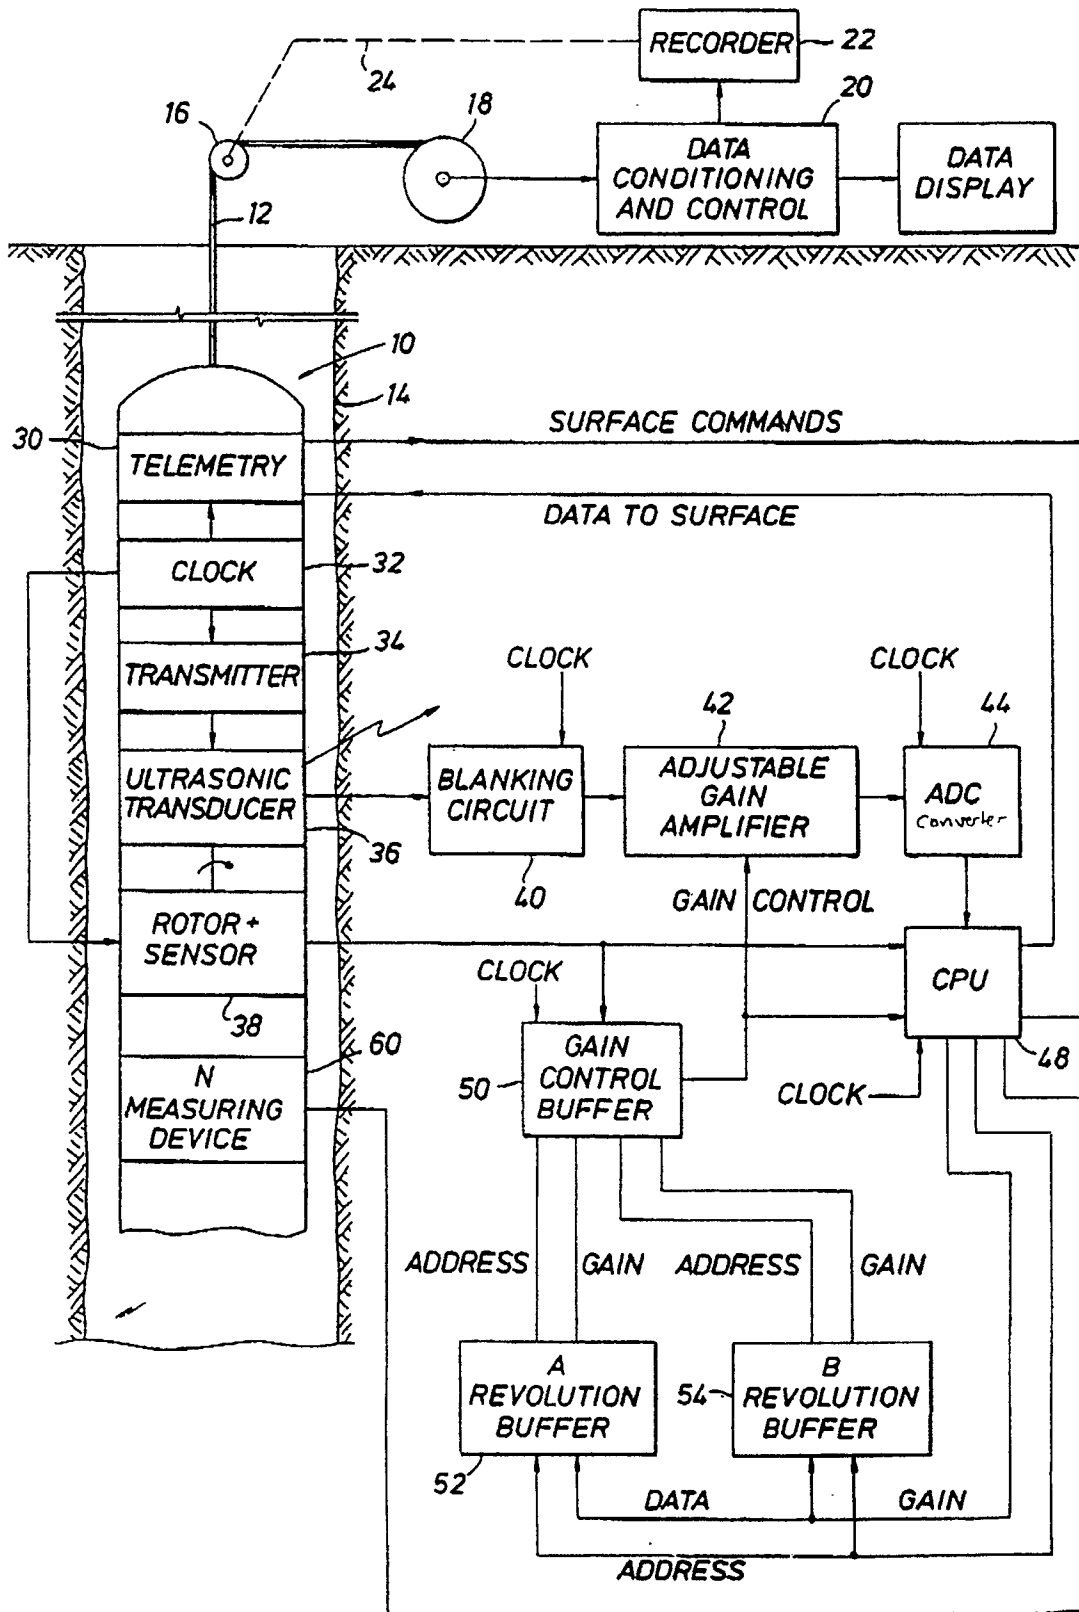 RECORDER
22
24
20
16
18
DATA
CONDITIONING
AND CONTROL
DATA
DISPLAY
12
10
14
30
SURFACE COMMANDS
TELEMETRY
DATA TO SURFACE
CLOCK
32
34
TRANSMITTER
CLOCK
CLOCK
42
44
ULTRASONIC
TRANSDUCER
BLANKING
CIRCUIT
ADJUSTABLE
GAIN
AMPLIFIER
ADC
Converter
36
40
GAIN CONTROL
ROTOR +
SENSOR
CLOCK
CPU
38
60
GAIN
CONTROL
BUFFER
50
48
CLOCK
N
MEASURING
DEVICE
ADDRESS
GAIN
ADDRESS
GAIN
A
REVOLUTION
BUFFER
54
B
REVOLUTION
BUFFER
52
DATA
GAIN
ADDRESS